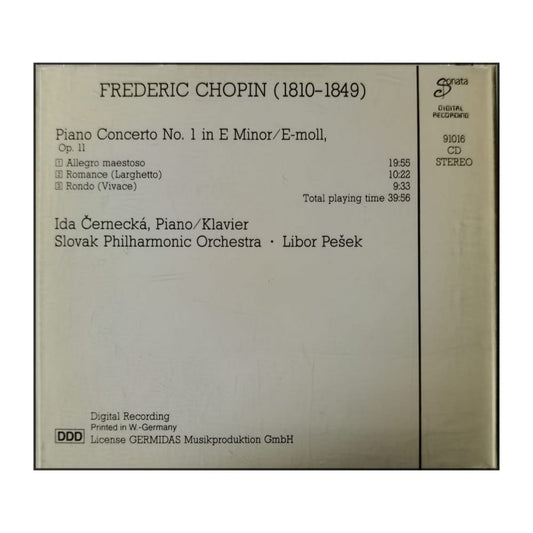 FREDERIC CHOPIN (1810-1849)
Piano Concerto No. 1 in E Minor/E-moll,
Op. 11
1 Allegro maestoso 19:55
2 Romance (Larghetto) 10:22
3 Rondo (Vivace) 9:33
Total playing time 39:56
Ida Černecká, Piano/Klavier
Slovak Philharmonic Orchestra · Libor Pešek
Digital Recording
Printed in W.-Germany
DDD License GERMIDAS Musikproduktion GmbH
Sonata
DIGITAL
RECORDING
91016
CD
STEREO